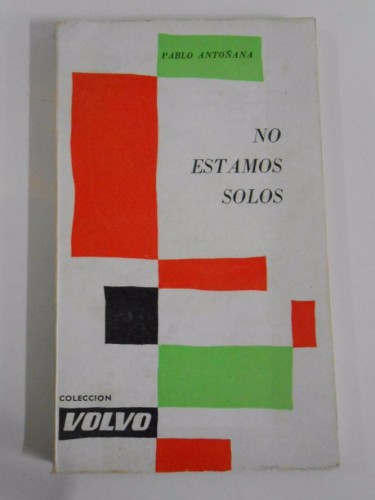 PABLO ANTOÑANA
NO
ESTAMOS
SOLOS
COLECCION
VOLVO